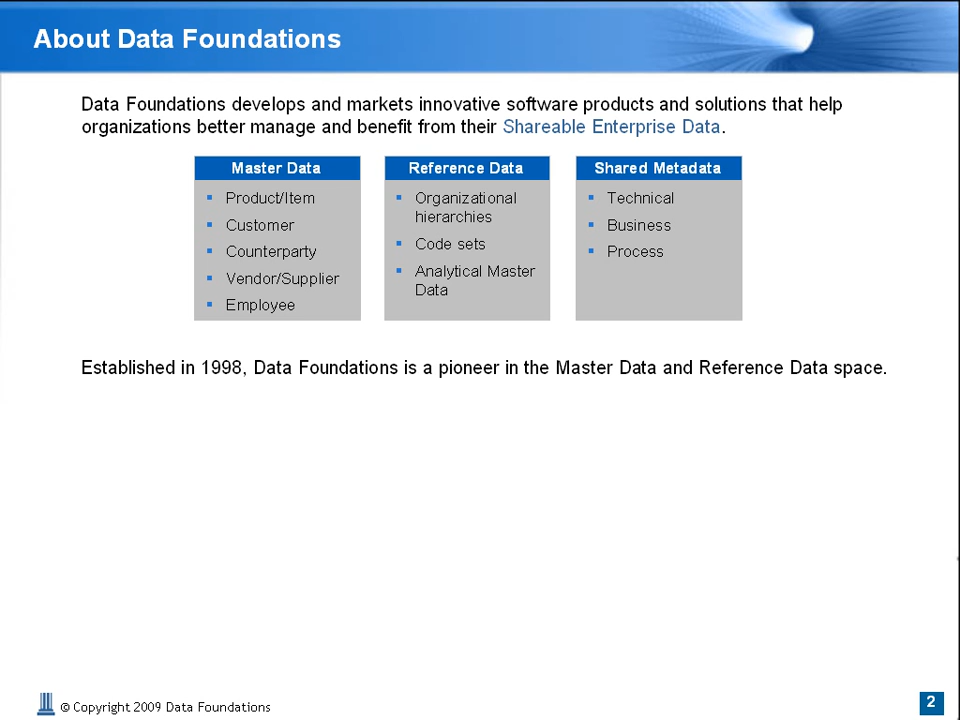 About Data Foundations
Data Foundations develops and markets innovative software products and solutions that help
organizations better manage and benefit from their Shareable Enterprise Data.
Master Data
▪ Product/Item
▪ Customer
▪ Counterparty
▪ Vendor/Supplier
▪ Employee
Reference Data
▪ Organizational
hierarchies
▪ Code sets
▪ Analytical Master
Data
Shared Metadata
▪ Technical
▪ Business
▪ Process
Established in 1998, Data Foundations is a pioneer in the Master Data and Reference Data space.
© Copyright 2009 Data Foundations
2